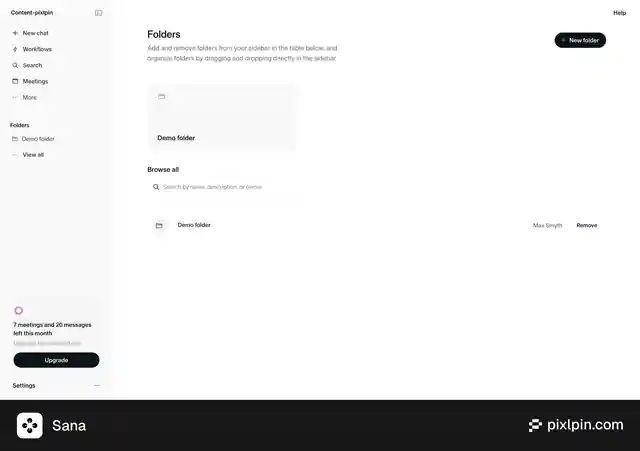 Content-pixlpin
New chat
Workflows
Search
Meetings
More
Folders
Demo folder
View all
7 meetings and 20 messages
left this month
Upgrade
Settings
Help
Folders
Add and remove folders from your sidebar in the table below, and
organize folders by dragging and dropping directly in the sidebar.
New folder
Demo folder
Browse all
Search by name, description, or owner
Demo folder
Max Smyth
Remove
Sana
pixlpin.com